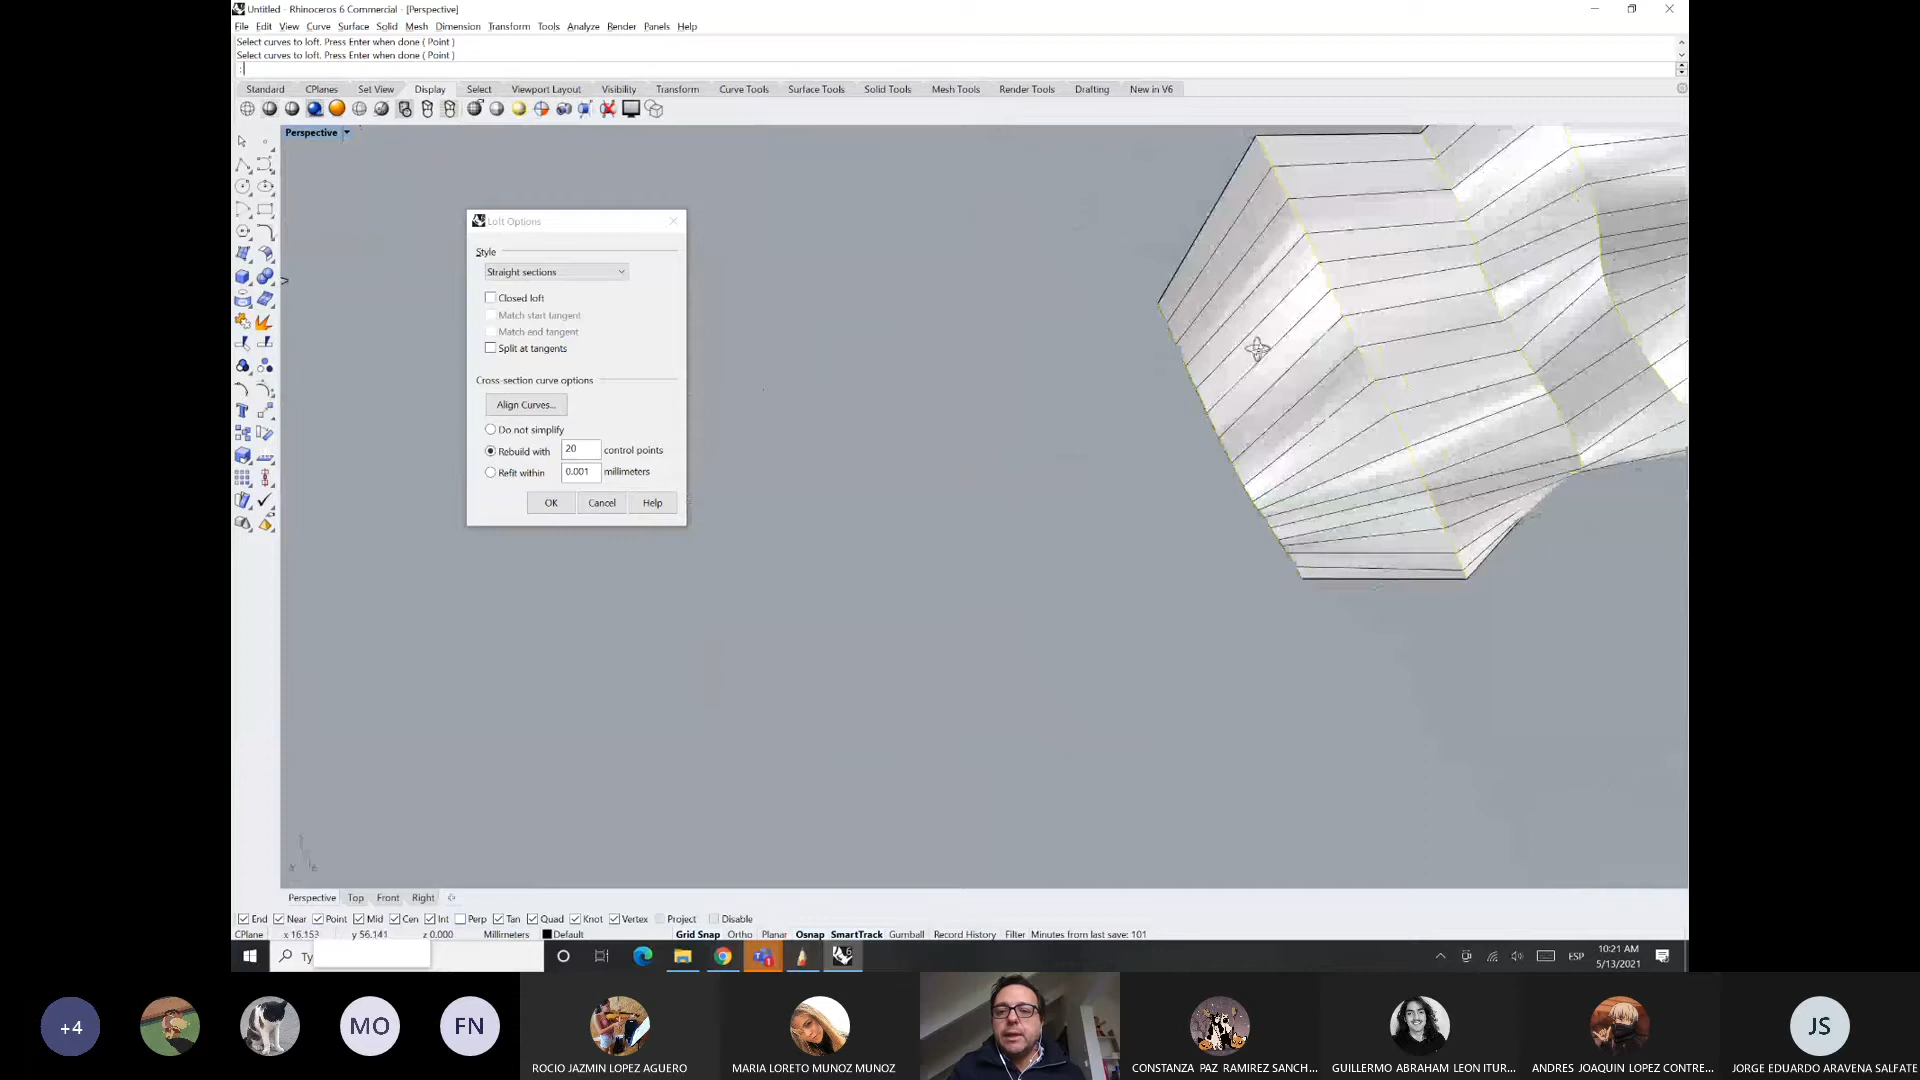 Untitled - Rhinoceros 6 Commercial - [Perspective]
File Edit View Curve Surface Solid Mesh Dimension Transform Tools Analyze Render Panels Help
Select curves to loft. Press Enter when done ( Point )
Select curves to loft. Press Enter when done ( Point )
:
Standard CPlanes Set View Display Select Viewport Layout Visibility Transform Curve Tools Surface Tools Solid Tools Mesh Tools Render Tools Drafting New in V6
Perspective
Loft Options
Style
Straight sections
Closed loft
Match start tangent
Match end tangent
Split at tangents
Cross-section curve options
Align Curves...
Do not simplify
Rebuild with 20 control points
Refit within 0.001 millimeters
OK Cancel Help
Perspective Top Front Right
End Near Point Mid Cen Int Perp Tan Quad Knot Vertex Project Disable
CPlane x 16.153 y 56.141 z 0.000 Millimeters Default Grid Snap Ortho Planar Osnap SmartTrack Gumball Record History Filter Minutes from last save: 101
Ty
ESP
10:21 AM
5/13/2021
+4 MO FN JS
ROCIO JAZMIN LOPEZ AGUERO MARIA LORETO MUNOZ MUNOZ CONSTANZA PAZ RAMIREZ SANCH... GUILLERMO ABRAHAM LEON ITUR... ANDRES JOAQUIN LOPEZ CONTRE... JORGE EDUARDO ARAVENA SALFATE